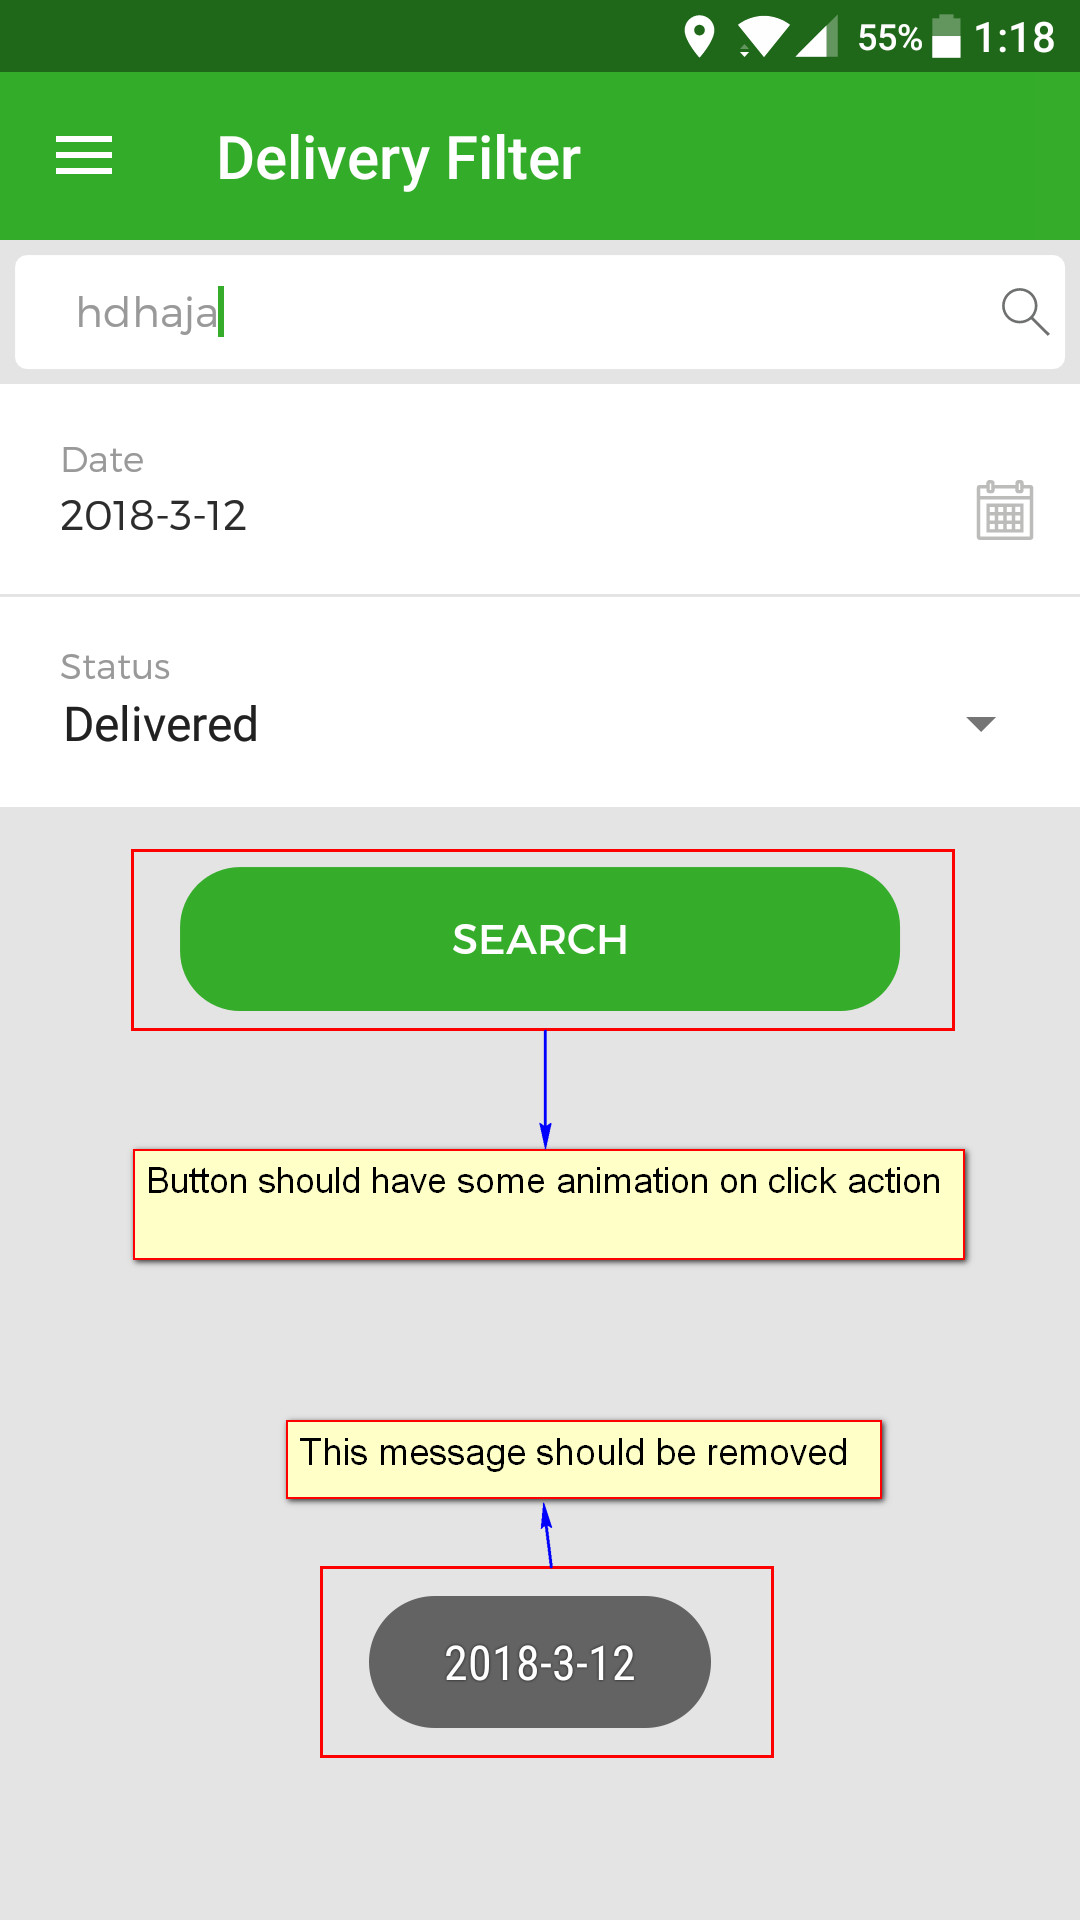 55% 1:18
Delivery Filter
hdhaja
Date
2018-3-12
Status
Delivered
SEARCH
Button should have some animation on click action
This message should be removed
2018-3-12